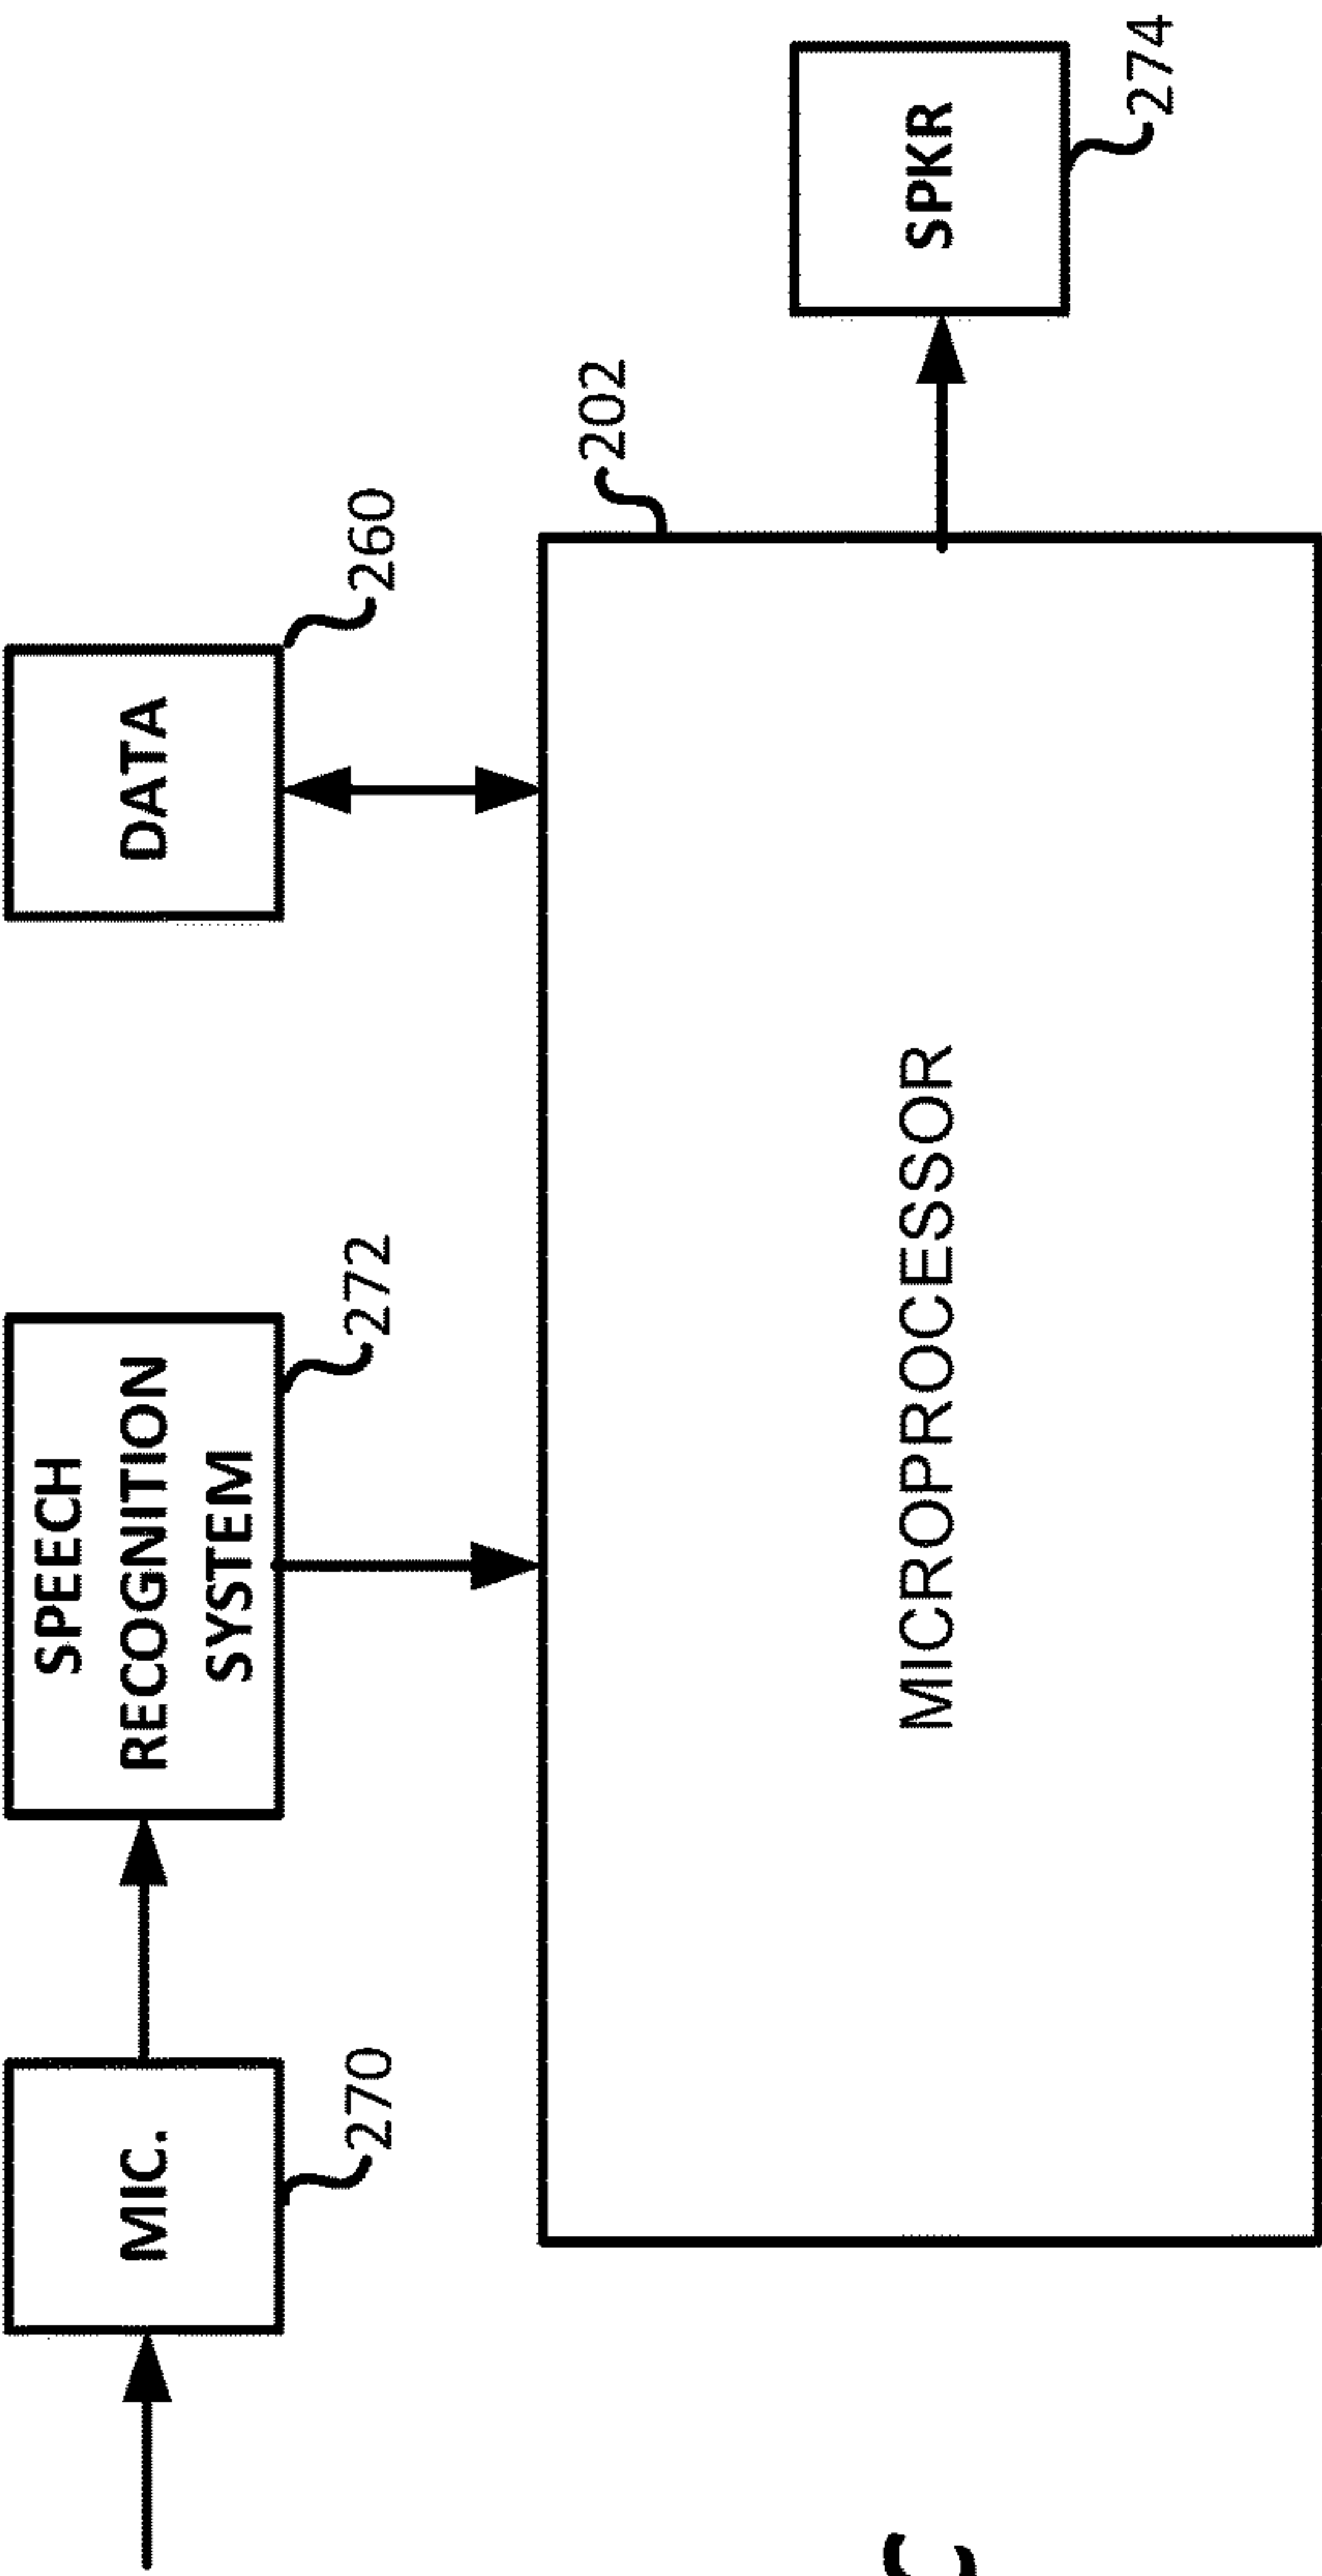 MIC.
270
SPEECH
RECOGNITION
SYSTEM
272
DATA
260
MICROPROCESSOR
202
SPKR
274